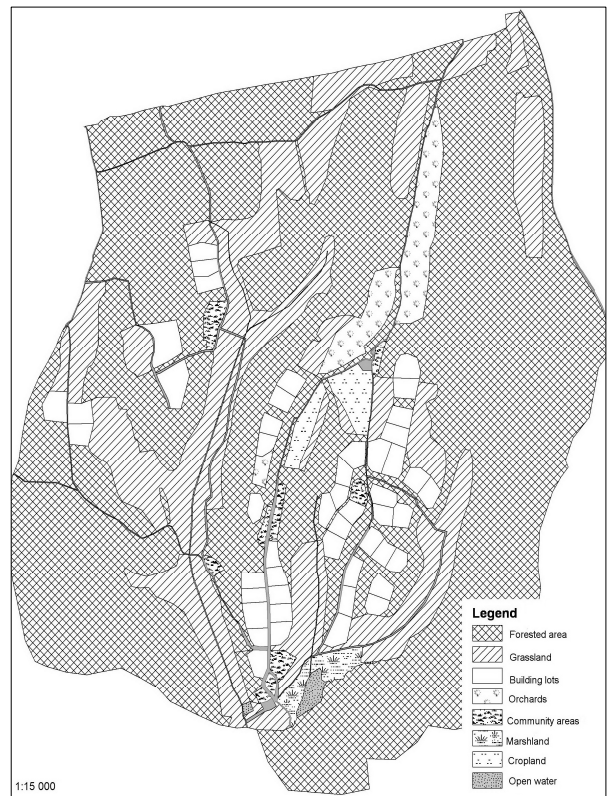 Legend
Forested area
Grassland
Building lots
Orchards
Community areas
Marshland
Cropland
Open water
1:15 000